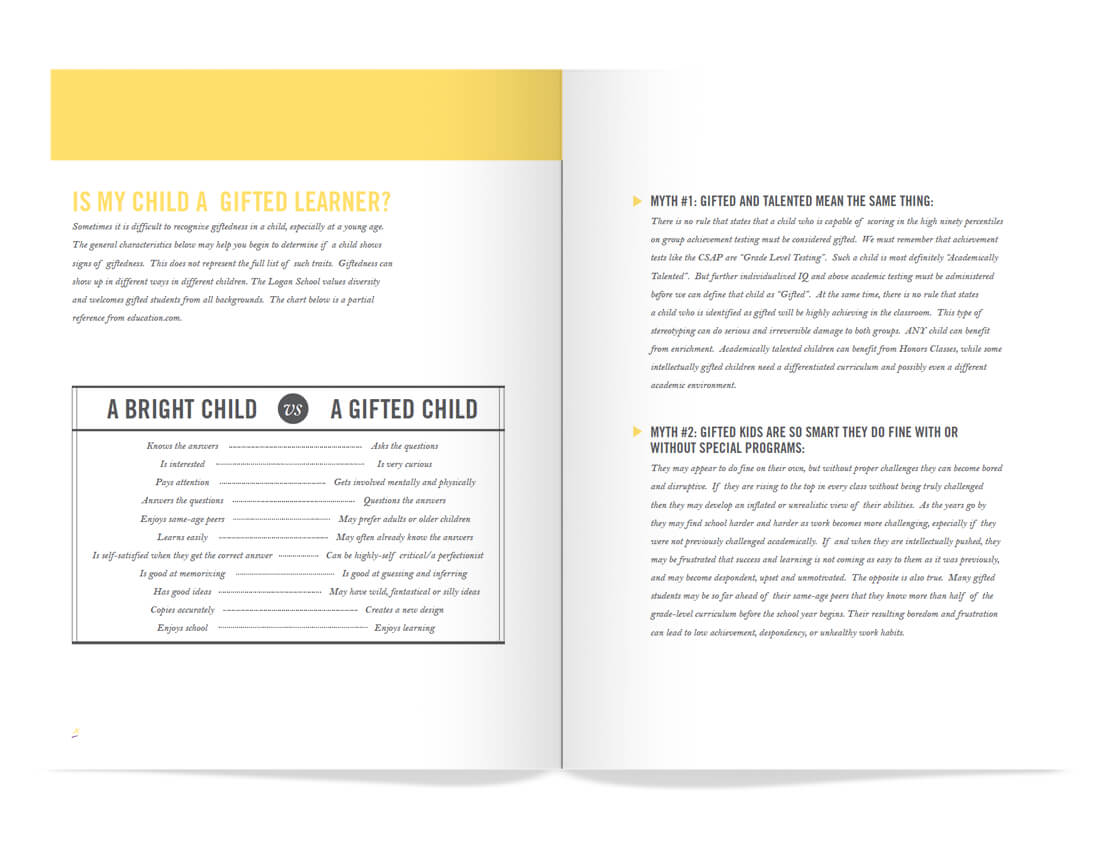 IS MY CHILD A GIFTED LEARNER?
Sometimes it is difficult to recognize giftedness in a child, especially at a young age.
The general characteristics below may help you begin to determine if a child shows
signs of giftedness. This does not represent the full list of such traits. Giftedness can
show up in different ways in different children. The Logan School values diversity
and welcomes gifted students from all backgrounds. The chart below is a partial
reference from education.com.
A BRIGHT CHILD vs A GIFTED CHILD
Knows the answers Asks the questions
Is interested Is very curious
Pays attention Gets involved mentally and physically
Answers the questions Questions the answers
Enjoys same-age peers May prefer adults or older children
Learns easily May often already know the answers
Is self-satisfied when they get the correct answer Can be highly-self critical/a perfectionist
Is good at memorizing Is good at guessing and inferring
Has good ideas May have wild, fantastical or silly ideas
Copies accurately Creates a new design
Enjoys school Enjoys learning
MYTH #1: GIFTED AND TALENTED MEAN THE SAME THING:
There is no rule that states that a child who is capable of scoring in the high ninety percentiles
on group achievement testing must be considered gifted. We must remember that achievement
tests like the CSAP are "Grade Level Testing". Such a child is most definitely "Academically
Talented". But further individualized IQ and above academic testing must be administered
before we can define that child as "Gifted". At the same time, there is no rule that states
a child who is identified as gifted will be highly achieving in the classroom. This type of
stereotyping can do serious and irreversible damage to both groups. ANY child can benefit
from enrichment. Academically talented children can benefit from Honors Classes, while some
intellectually gifted children need a differentiated curriculum and possibly even a different
academic environment.
MYTH #2: GIFTED KIDS ARE SO SMART THEY DO FINE WITH OR
WITHOUT SPECIAL PROGRAMS:
They may appear to do fine on their own, but without proper challenges they can become bored
and disruptive. If they are rising to the top in every class without being truly challenged
then they may develop an inflated or unrealistic view of their abilities. As the years go by
they may find school harder and harder as work becomes more challenging, especially if they
were not previously challenged academically. If and when they are intellectually pushed, they
may be frustrated that success and learning is not coming as easy to them as it was previously,
and may become despondent, upset and unmotivated. The opposite is also true. Many gifted
students may be so far ahead of their same-age peers that they know more than half of the
grade-level curriculum before the school year begins. Their resulting boredom and frustration
can lead to low achievement, despondency, or unhealthy work habits.